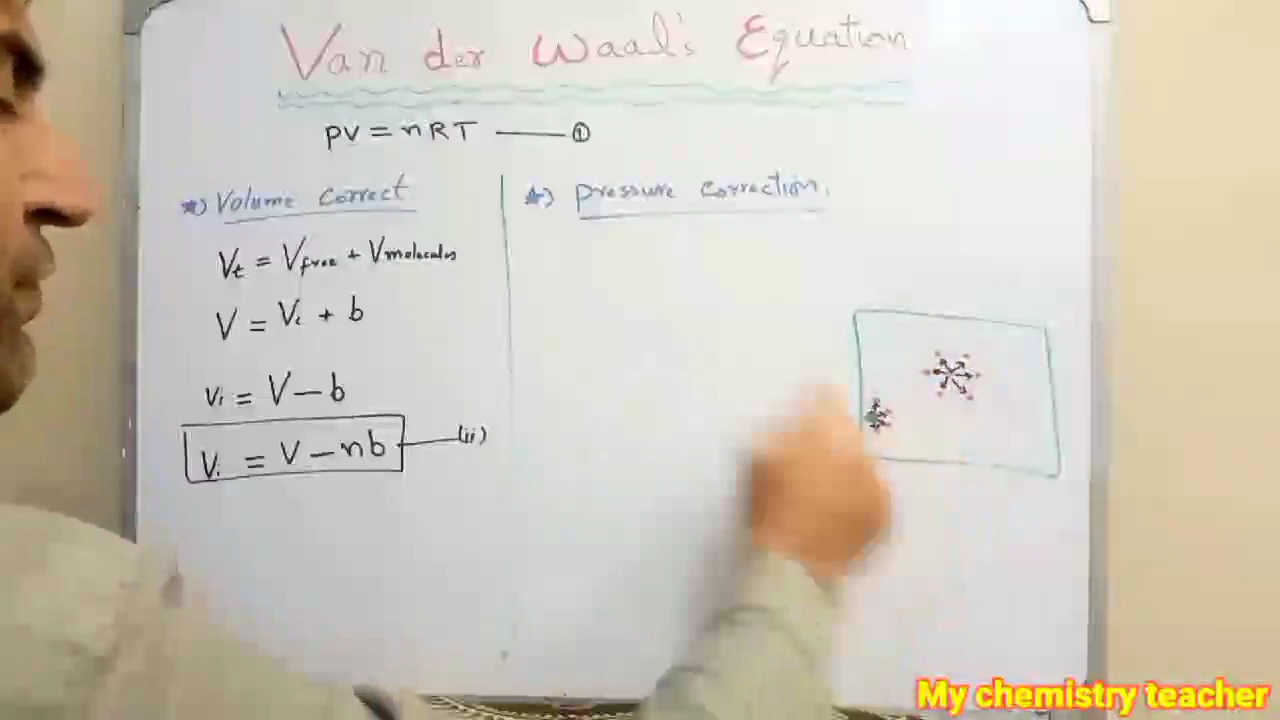 Van der Waal's Equation
PV = nRT —— ①
*) Volume correct
Vt = Vfree + Vmolecules
V = Vi + b
Vi = V - b
Vi = V - nb —(ii)
*) Pressure correction.
My chemistry teacher